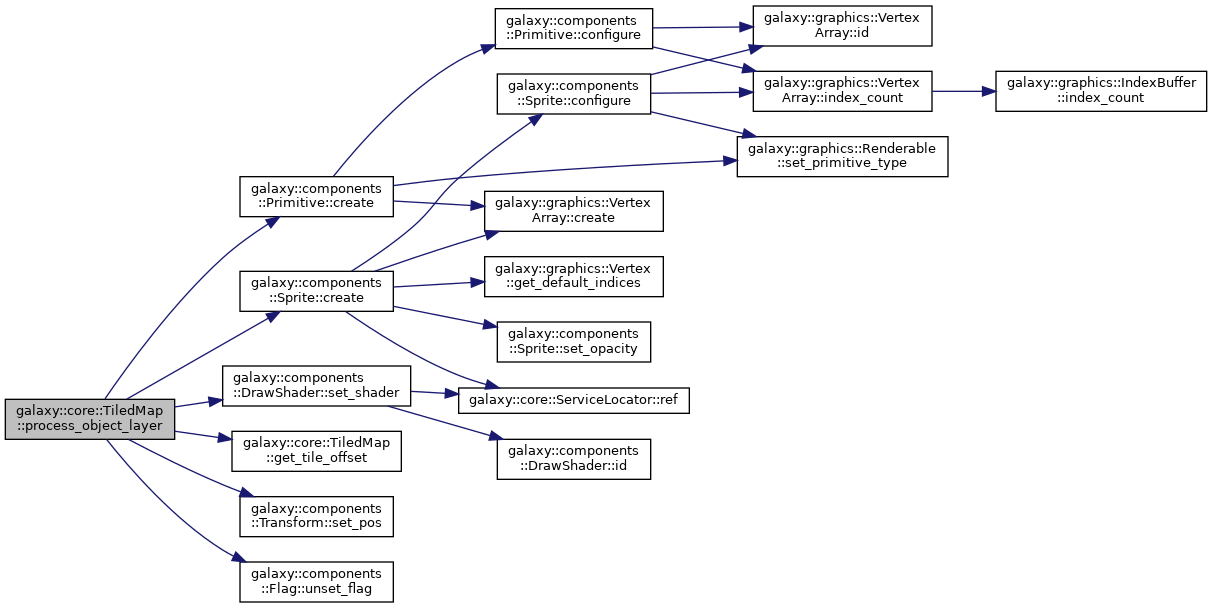 galaxy::components
::Primitive::configure
galaxy::graphics::Vertex
Array::id
galaxy::components
::Sprite::configure
galaxy::graphics::Vertex
Array::index_count
galaxy::graphics::IndexBuffer
::index_count
galaxy::graphics::Renderable
::set_primitive_type
galaxy::components
::Primitive::create
galaxy::graphics::Vertex
Array::create
galaxy::components
::Sprite::create
galaxy::graphics::Vertex
::get_default_indices
galaxy::components
::Sprite::set_opacity
galaxy::components
::DrawShader::set_shader
galaxy::core::ServiceLocator::ref
galaxy::core::TiledMap
::process_object_layer
galaxy::core::TiledMap
::get_tile_offset
galaxy::components
::DrawShader::id
galaxy::components
::Transform::set_pos
galaxy::components
::Flag::unset_flag